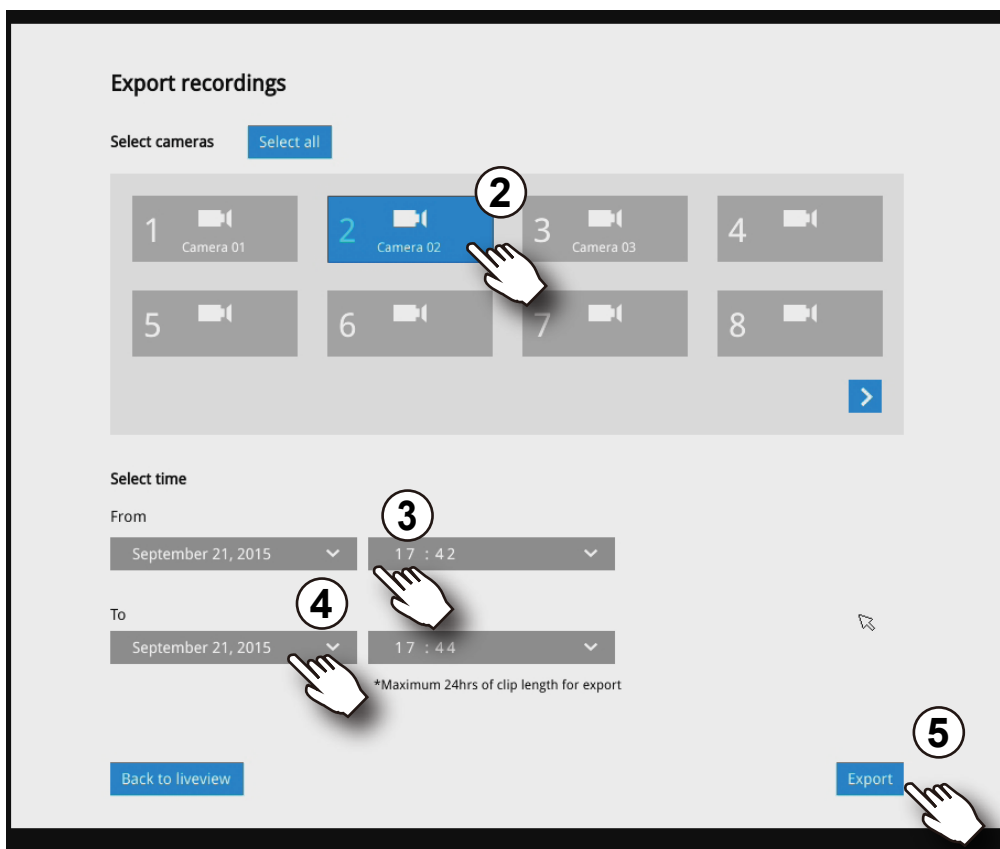 Export recordings
Select cameras Select all
2
1 2 3 4
Camera 01 Camera 02 Camera 03
5 6 7 8
Select time
From
3
September 21, 2015 17 : 42
4
To
September 21, 2015 17 : 44
*Maximum 24hrs of clip length for export
5
Back to liveview Export